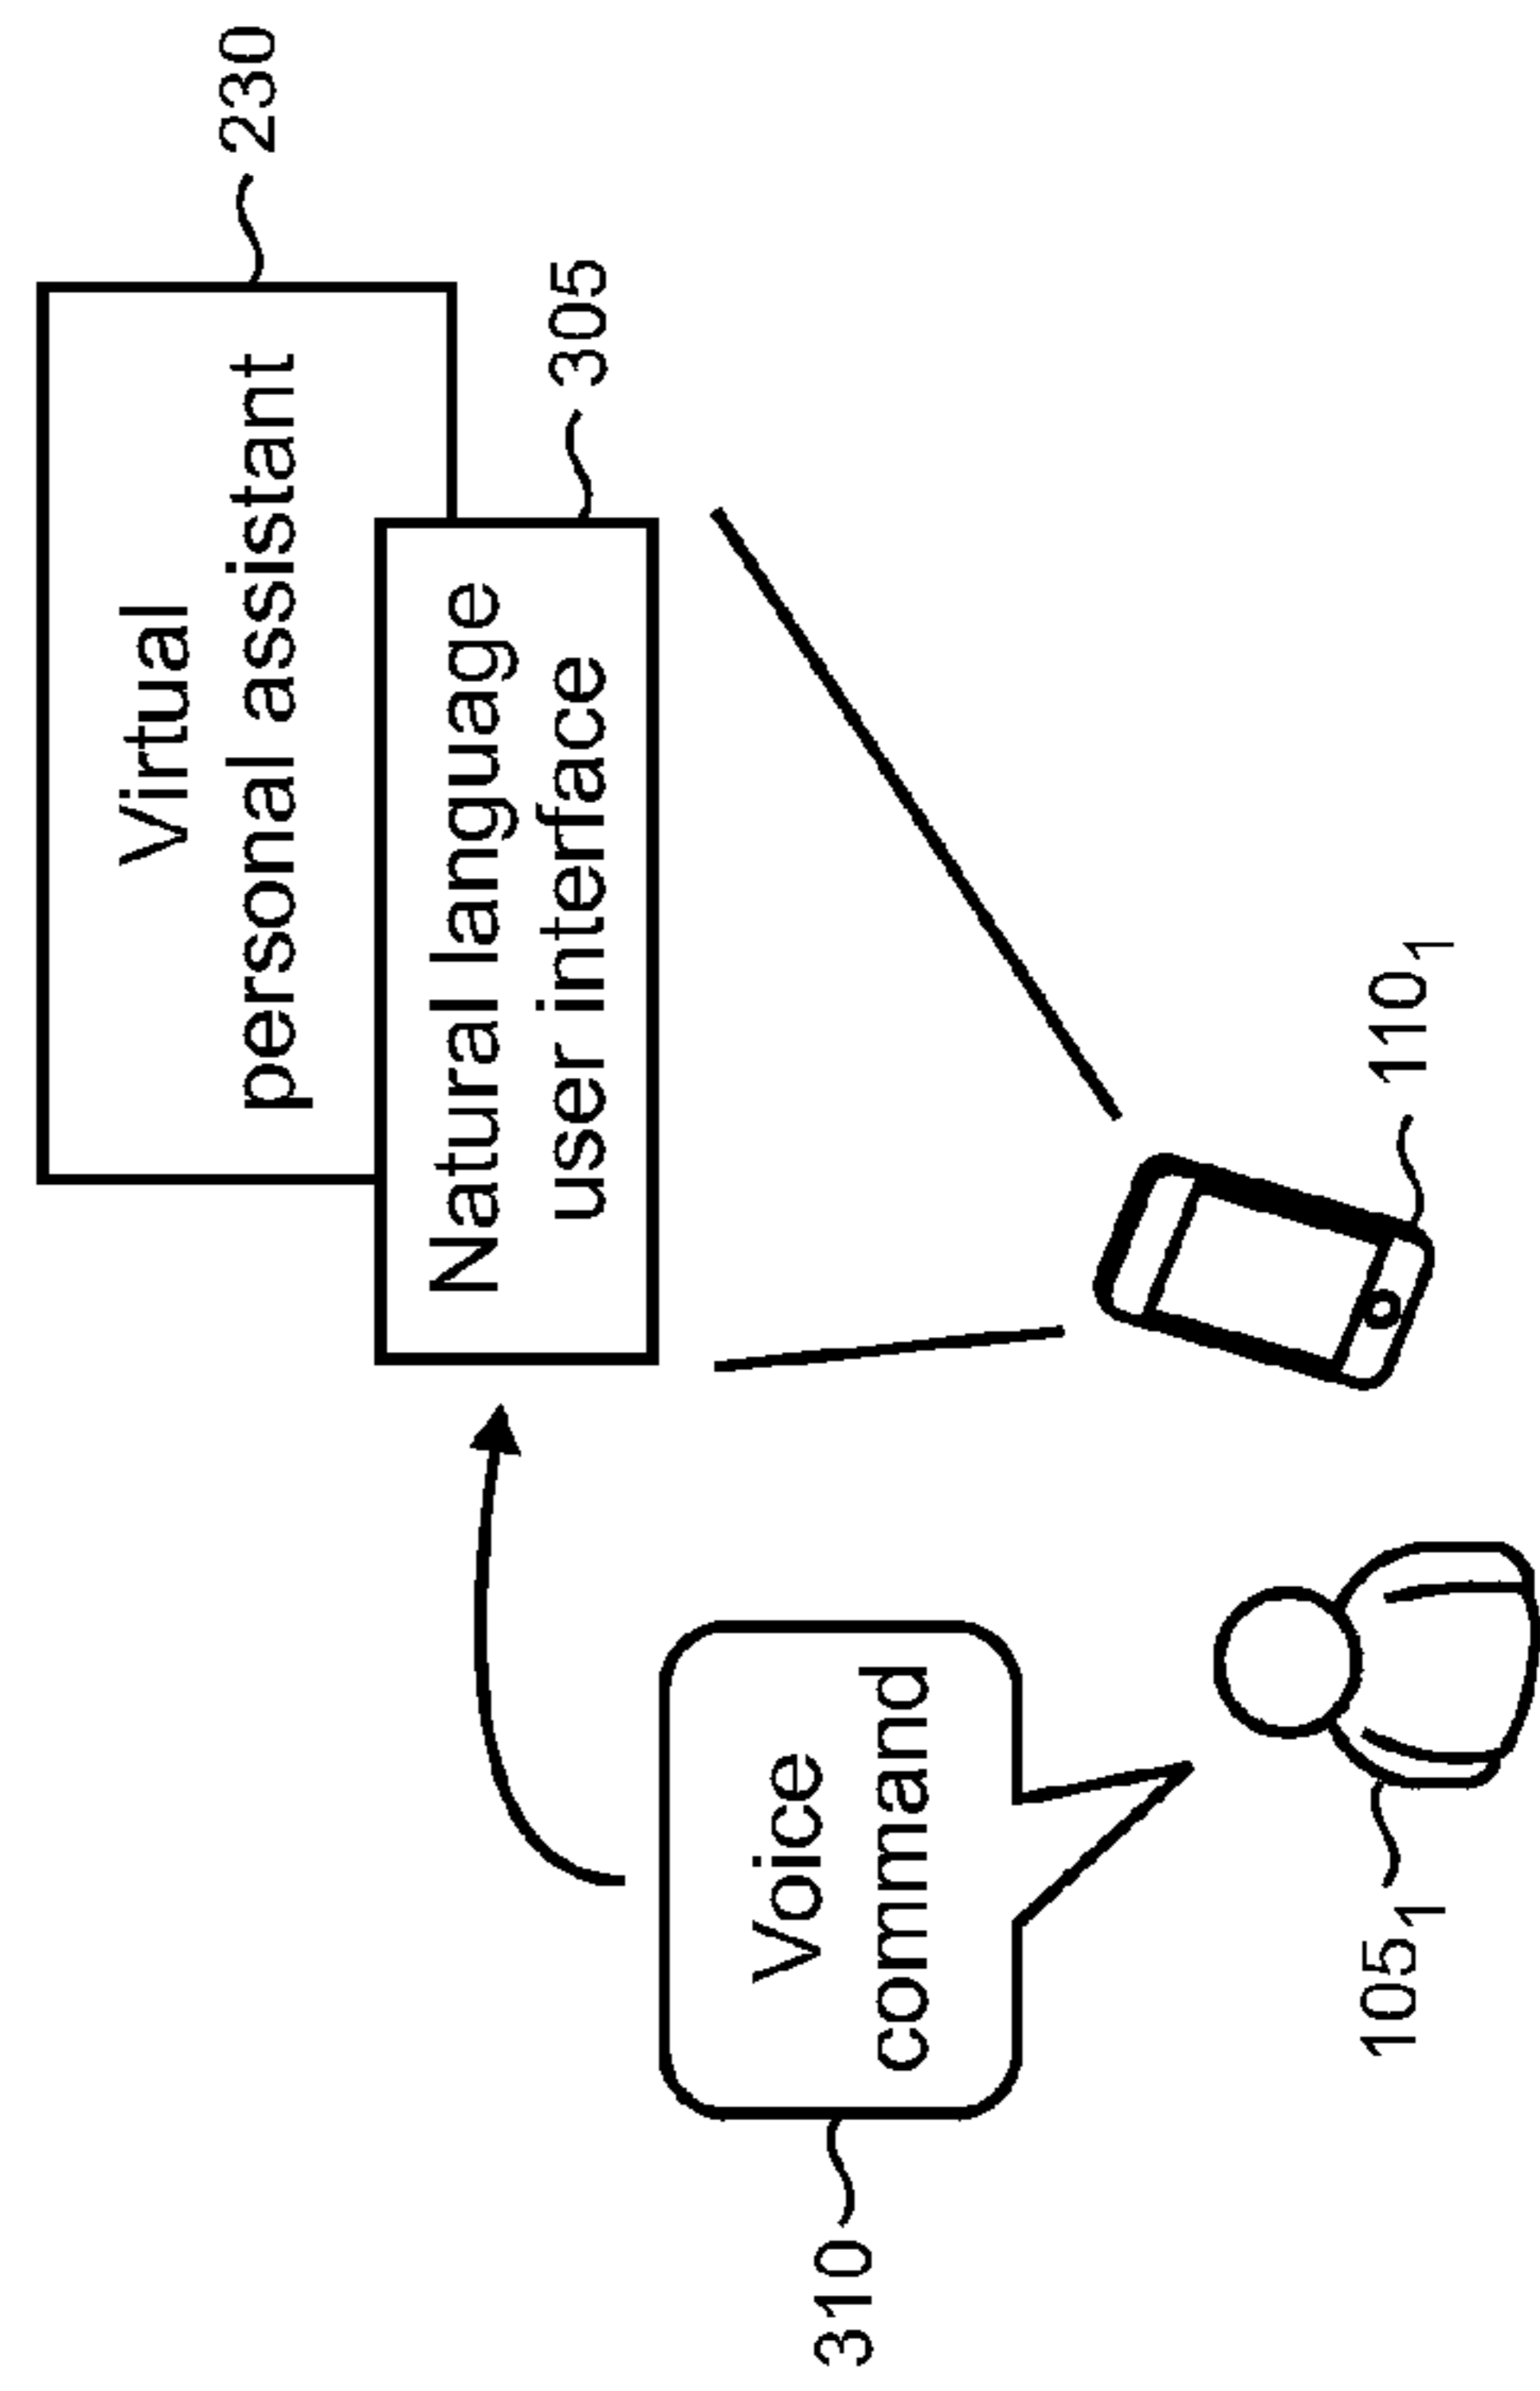 Virtual
personal assistant
230
Natural language
user interface
305
Voice
command
310
105₁
110₁